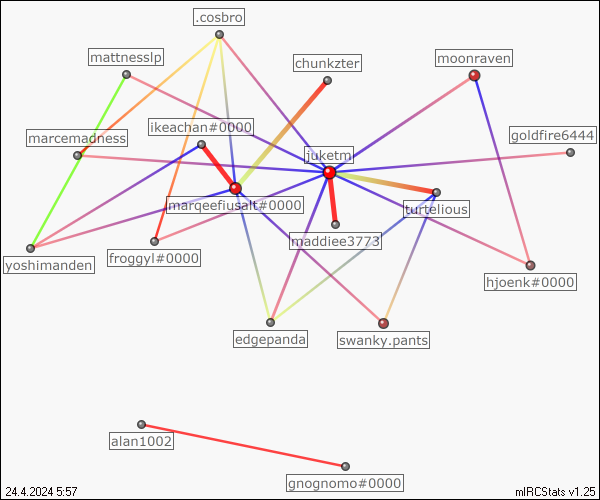 .cosbro
mattnesslp
moonraven
chunkzter
ikeachan#0000
marcemadness
goldfire6444
juketm
marqeefiusalt#0000
turtelious
maddiee3773
yoshimanden
froggyl#0000
hjoenk#0000
edgepanda
swanky.pants
alan1002
gnognomo#0000
24.4.2024 5:57
mIRCStats v1.25